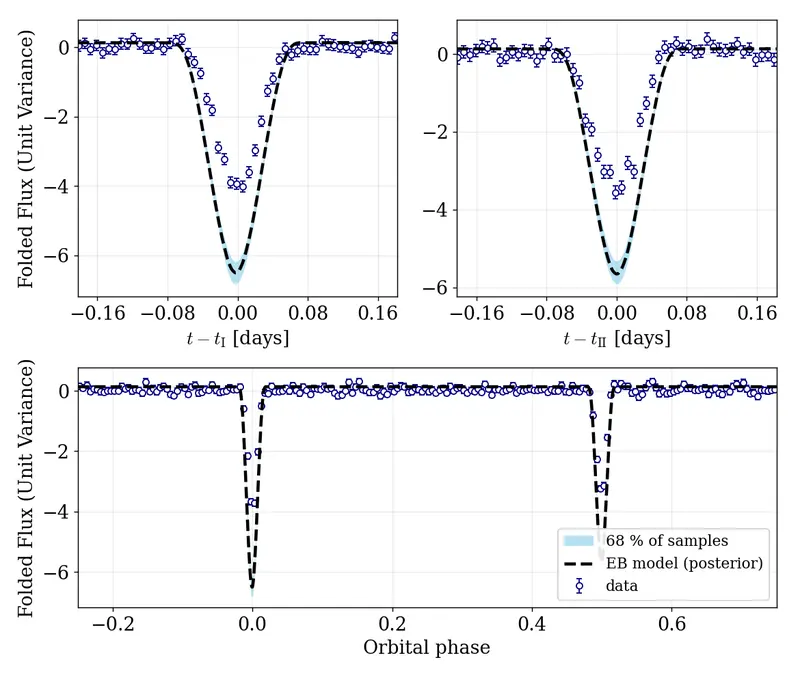 Folded Flux (Unit Variance)
0
−2
−4
−6
−0.16 −0.08 0.00 0.08 0.16
t − t_I [days]
0
−2
−4
−6
−0.16 −0.08 0.00 0.08 0.16
t − t_II [days]
Folded Flux (Unit Variance)
0
−2
−4
−6
68 % of samples
EB model (posterior)
data
−0.2 0.0 0.2 0.4 0.6
Orbital phase